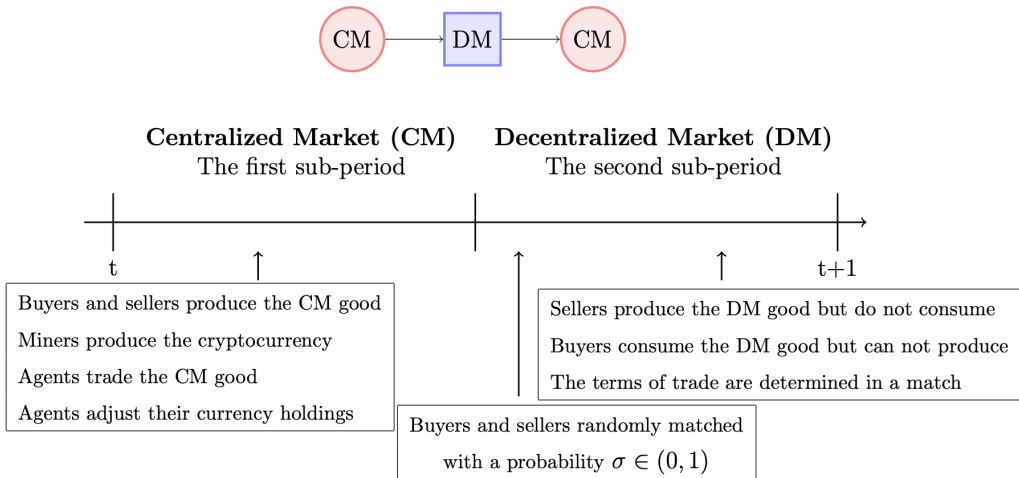 CM
DM
CM
Centralized Market (CM)
The first sub-period
Decentralized Market (DM)
The second sub-period
t
t+1
Buyers and sellers produce the CM good
Miners produce the cryptocurrency
Agents trade the CM good
Agents adjust their currency holdings
Buyers and sellers randomly matched
with a probability σ ∈ (0, 1)
Sellers produce the DM good but do not consume
Buyers consume the DM good but can not produce
The terms of trade are determined in a match